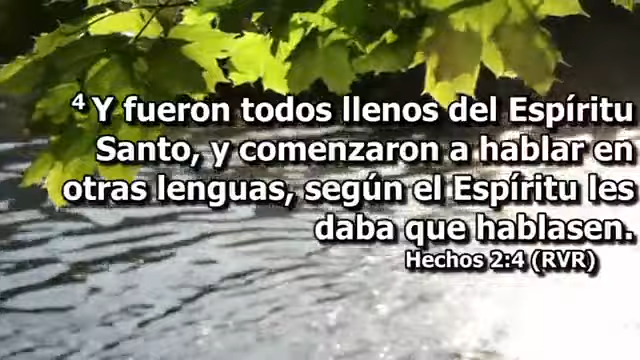 4 Y fueron todos llenos del Espíritu
Santo, y comenzaron a hablar en
otras lenguas, según el Espíritu les
daba que hablasen.
Hechos 2:4 (RVR)